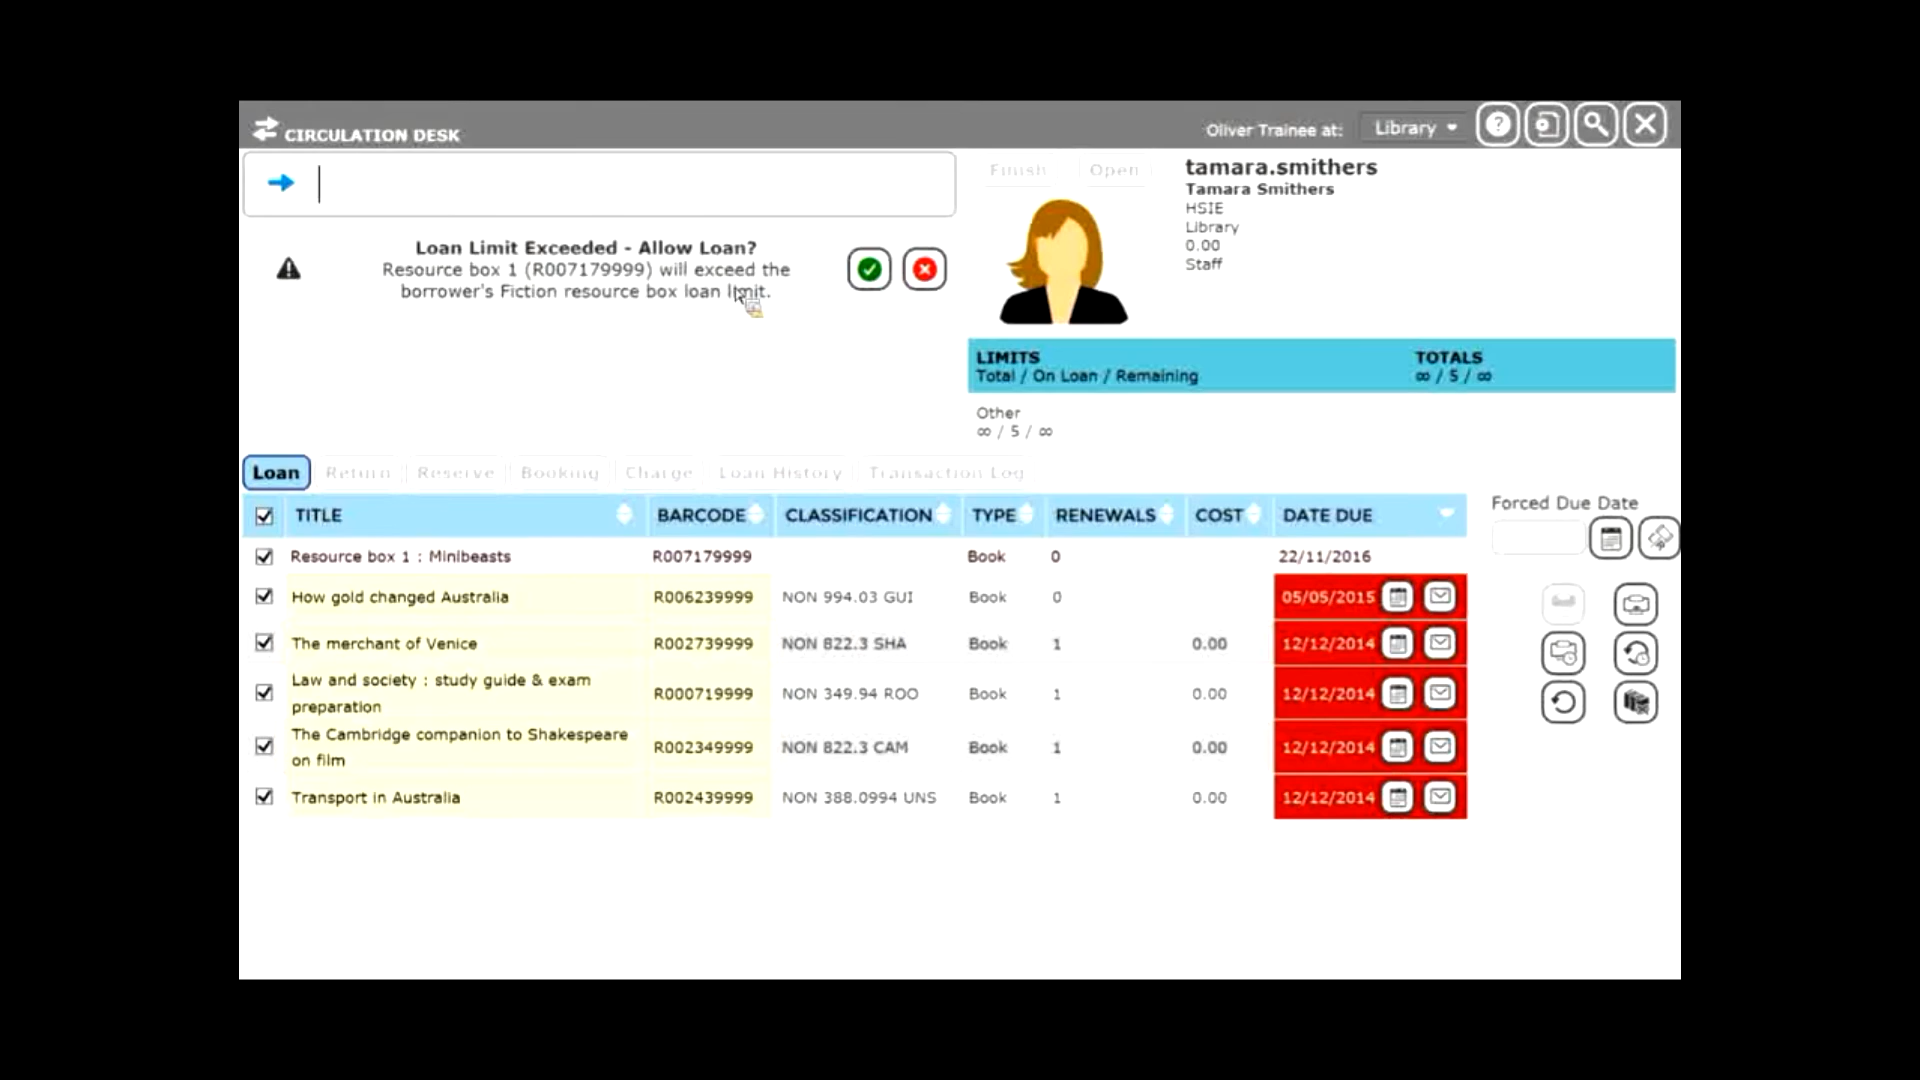 CIRCULATION DESK
Oliver Trainee at: Library
Finish Open
tamara.smithers
Tamara Smithers
HSIE
Library
0.00
Staff
Loan Limit Exceeded - Allow Loan?
Resource box 1 (R007179999) will exceed the
borrower's Fiction resource box loan limit.
LIMITS TOTALS
Total / On Loan / Remaining ∞ / 5 / ∞
Other
∞ / 5 / ∞
Loan Return Reserve Booking Charge Loan History Transaction Log
Forced Due Date
TITLE BARCODE CLASSIFICATION TYPE RENEWALS COST DATE DUE
Resource box 1 : Minibeasts R007179999 Book 0 22/11/2016
How gold changed Australia R006239999 NON 994.03 GUI Book 0 05/05/2015
The merchant of Venice R002739999 NON 822.3 SHA Book 1 0.00 12/12/2014
Law and society : study guide & exam
preparation R000719999 NON 349.94 ROO Book 1 0.00 12/12/2014
The Cambridge companion to Shakespeare
on film R002349999 NON 822.3 CAM Book 1 0.00 12/12/2014
Transport in Australia R002439999 NON 388.0994 UNS Book 1 0.00 12/12/2014